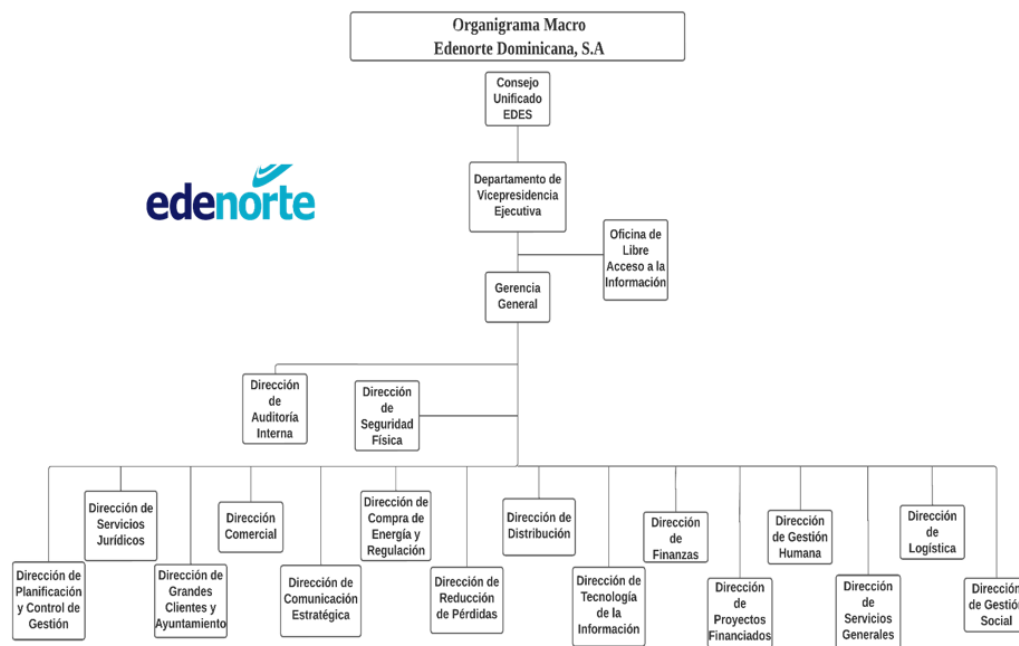 Organigrama Macro
Edenorte Dominicana, S.A
Consejo
Unificado
EDES
Departamento de
Vicepresidencia
Ejecutiva
edenorte
Oficina de
Libre
Acceso a la
Información
Gerencia
General
Dirección
de
Auditoría
Interna
Dirección
de
Seguridad
Física
Dirección de
Servicios
Jurídicos
Dirección
Comercial
Dirección de
Compra de
Energía y
Regulación
Dirección de
Distribución
Dirección
de
Finanzas
Dirección
de Gestión
Humana
Dirección
de
Logística
Dirección de
Planificación
y Control de
Gestión
Dirección de
Grandes
Clientes y
Ayuntamiento
Dirección de
Comunicación
Estratégica
Dirección de
Reducción
de Pérdidas
Dirección de
Tecnología
de la
Información
Dirección
de
Proyectos
Financiados
Dirección
de
Servicios
Generales
Dirección
de Gestión
Social